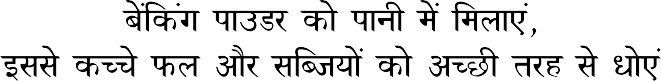 बेंकिंग पाउडर को पानी में मिलाएं,
इससे कच्चे फल और सब्जियों को अच्छी तरह से धोएं